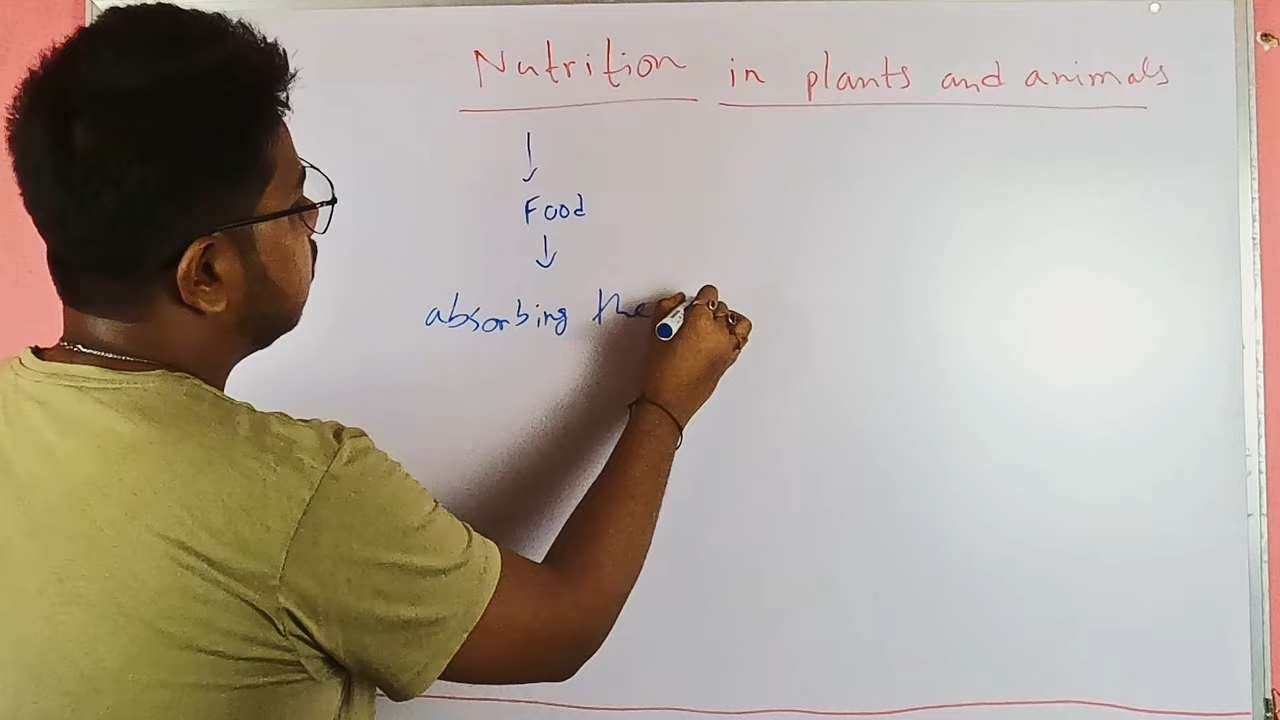 Nutrition in plants and animals
Food
absorbing the